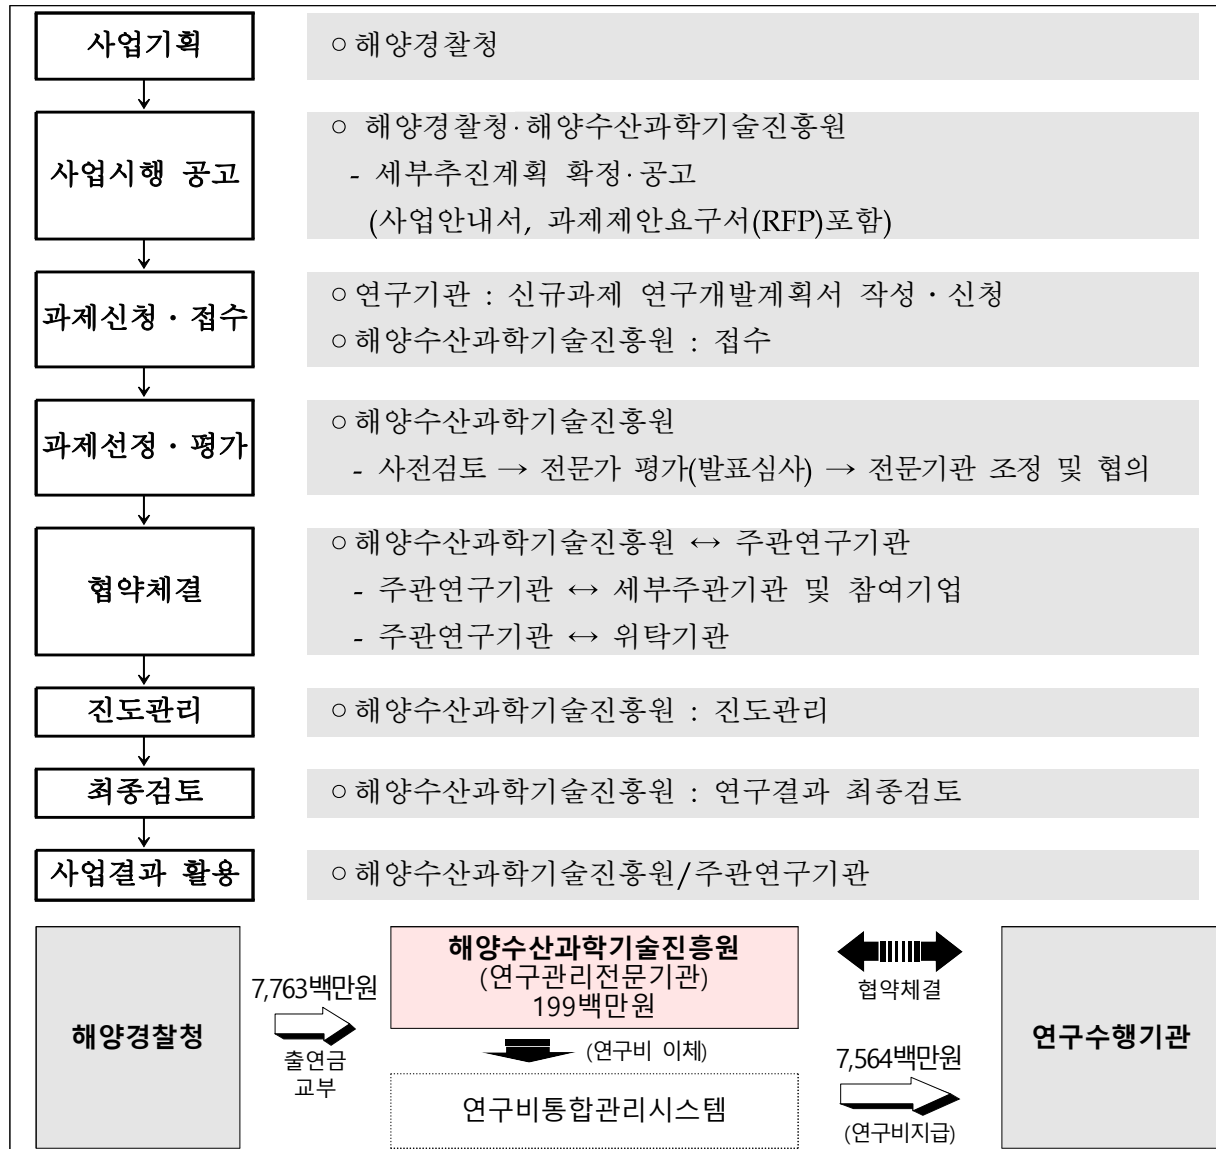 사업기획
○ 해양경찰청
사업시행 공고
○ 해양경찰청·해양수산과학기술진흥원
- 세부추진계획 확정·공고
(사업안내서, 과제제안요구서(RFP)포함)
과제신청·접수
○ 연구기관 : 신규과제 연구개발계획서 작성·신청
○ 해양수산과학기술진흥원 : 접수
과제선정·평가
○ 해양수산과학기술진흥원
- 사전검토 → 전문가 평가(발표심사) → 전문기관 조정 및 협의
협약체결
○ 해양수산과학기술진흥원 ↔ 주관연구기관
- 주관연구기관 ↔ 세부주관기관 및 참여기업
- 주관연구기관 ↔ 위탁기관
진도관리
○ 해양수산과학기술진흥원 : 진도관리
최종검토
○ 해양수산과학기술진흥원 : 연구결과 최종검토
사업결과 활용
○ 해양수산과학기술진흥원/주관연구기관
해양경찰청
7,763백만원
출연금
교부
해양수산과학기술진흥원
(연구관리전문기관)
199백만원
(연구비 이체)
연구비통합관리시스템
협약체결
7,564백만원
(연구비지급)
연구수행기관